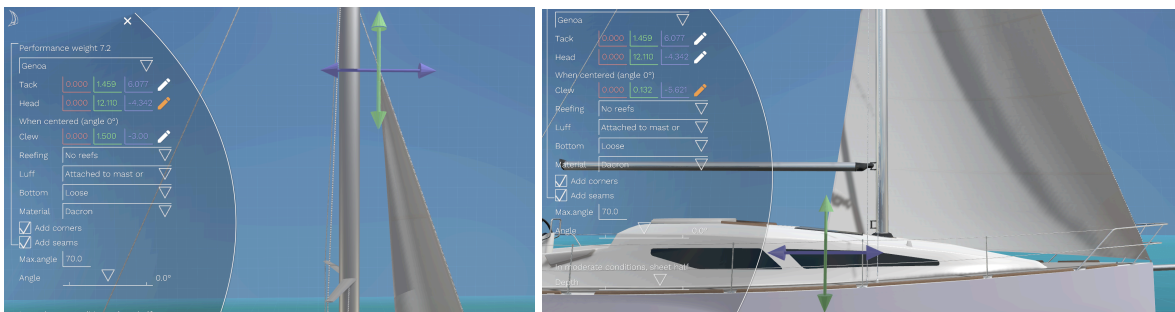 Performance weight 7.2
Genoa
Tack 0.000 1.459 6.077
Head 0.000 12.110 -4.342
When centered (angle 0°)
Clew 0.000 1.500 -3.00
Reefing No reefs
Luff Attached to mast or
Bottom Loose
Material Dacron
Add corners
Add seams
Max.angle 70.0
Angle 0.0°
Genoa
Tack 0.000 1.459 6.077
Head 0.000 12.110 -4.342
When centered (angle 0°)
Clew 0.000 0.132 -5.621
Reefing No reefs
Luff Attached to mast or
Bottom Loose
Material Dacron
Add corners
Add seams
Max.angle 70.0
Angle 0.0°
In moderate conditions, sheet half
Depth